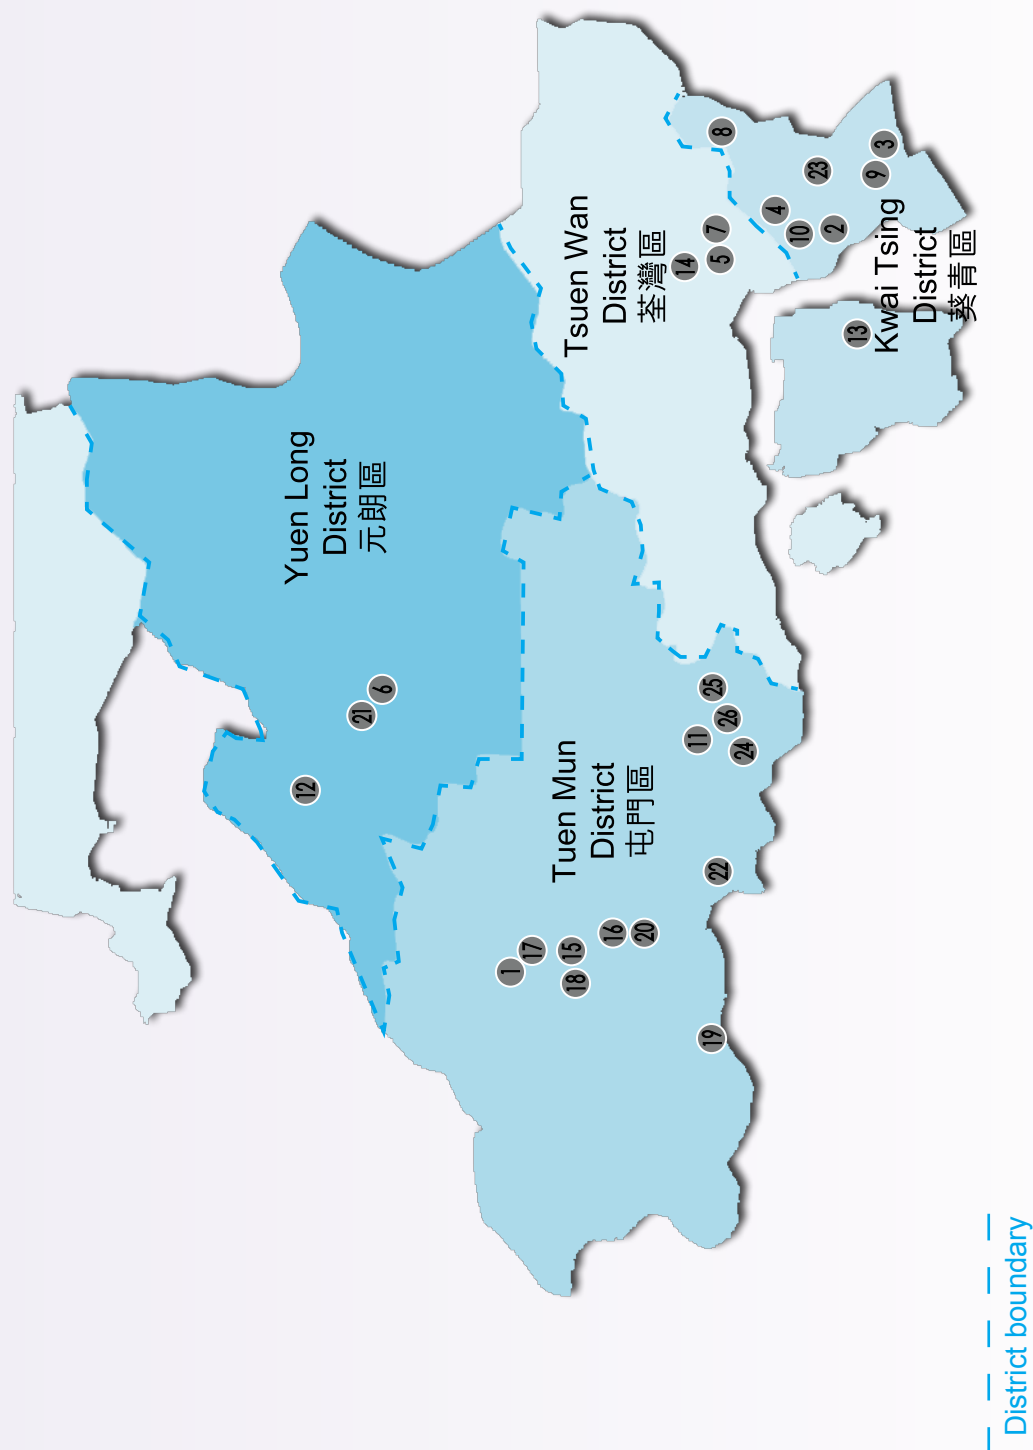 Yuen Long
District
元朗區
12
21
6
Tuen Mun
District
屯門區
1
17
18
15
16
20
19
22
11
25
26
24
Tsuen Wan
District
荃灣區
14
5
7
Kwai Tsing
District
葵青區
8
4
10
23
2
13
9
3
District boundary